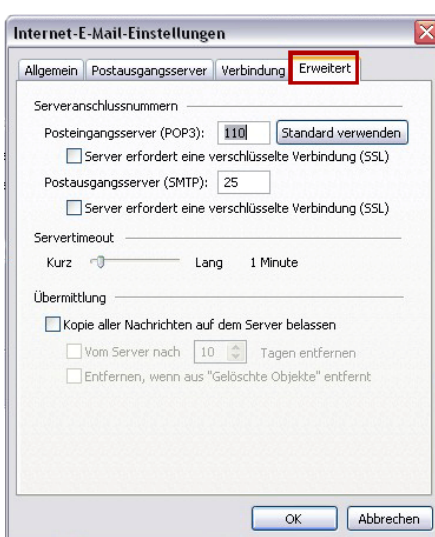 Internet-E-Mail-Einstellungen
Allgemein Postausgangsserver Verbindung Erweitert
Serveranschlussnummern
Posteingangsserver (POP3): 110 Standard verwenden
Server erfordert eine verschlüsselte Verbindung (SSL)
Postausgangsserver (SMTP): 25
Server erfordert eine verschlüsselte Verbindung (SSL)
Servertimeout
Kurz Lang 1 Minute
Übermittlung
Kopie aller Nachrichten auf dem Server belassen
Vom Server nach 10 Tagen entfernen
Entfernen, wenn aus "Gelöschte Objekte" entfernt
OK Abbrechen